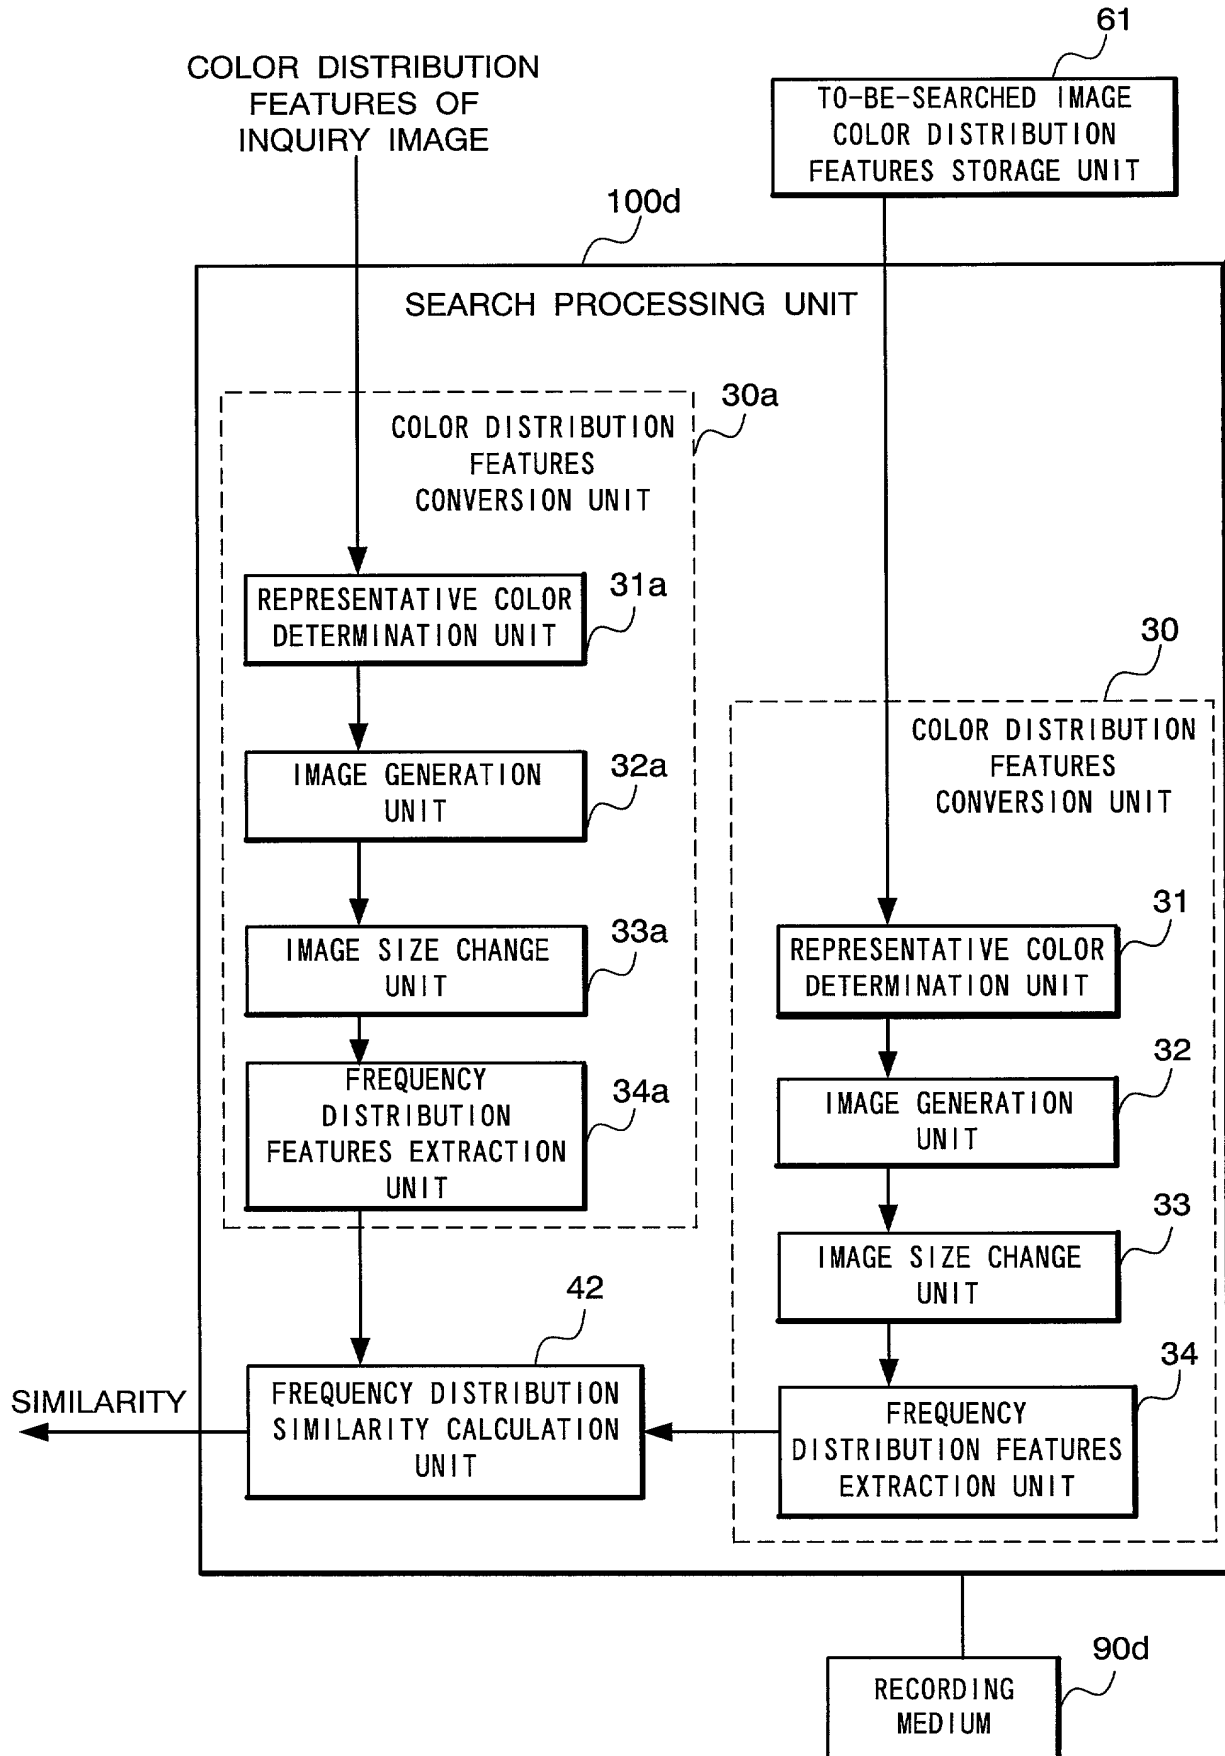 61
COLOR DISTRIBUTION
FEATURES OF
INQUIRY IMAGE
TO-BE-SEARCHED IMAGE
COLOR DISTRIBUTION
FEATURES STORAGE UNIT
100d
SEARCH PROCESSING UNIT
30a
COLOR DISTRIBUTION
FEATURES
CONVERSION UNIT
REPRESENTATIVE COLOR
DETERMINATION UNIT
31a
IMAGE GENERATION
UNIT
32a
IMAGE SIZE CHANGE
UNIT
33a
FREQUENCY
DISTRIBUTION
FEATURES EXTRACTION
UNIT
34a
30
COLOR DISTRIBUTION
FEATURES
CONVERSION UNIT
31
REPRESENTATIVE COLOR
DETERMINATION UNIT
32
IMAGE GENERATION
UNIT
33
IMAGE SIZE CHANGE
UNIT
34
FREQUENCY
DISTRIBUTION FEATURES
EXTRACTION UNIT
42
FREQUENCY DISTRIBUTION
SIMILARITY CALCULATION
UNIT
SIMILARITY
90d
RECORDING
MEDIUM